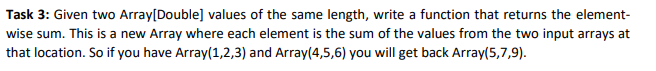 Task 3: Given two Array[Double] values of the same length, write a function that returns the element-
wise sum. This is a new Array where each element is the sum of the values from the two input arrays at
that location. So if you have Array(1,2,3) and Array(4,5,6) you will get back Array(5,7,9).